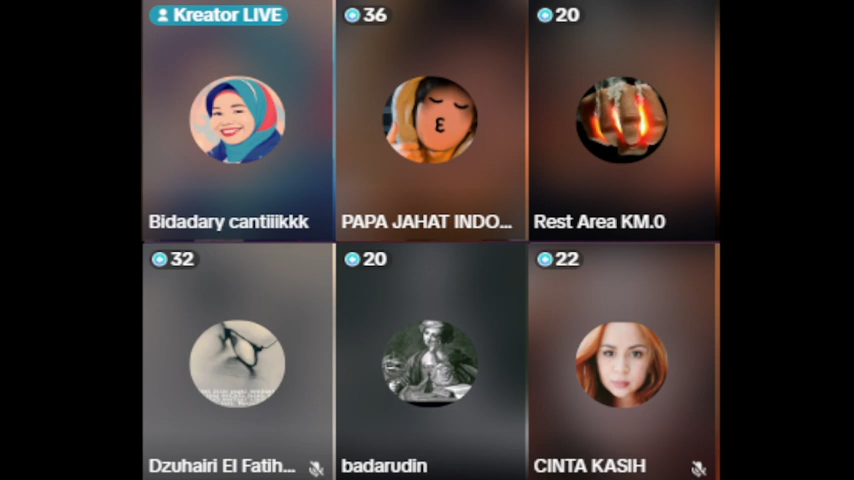 Kreator LIVE
36
20
Bidadary cantiiikkk
PAPA JAHAT INDO...
Rest Area KM.0
32
20
22
Dzuhairi El Fatih...
badarudin
CINTA KASIH